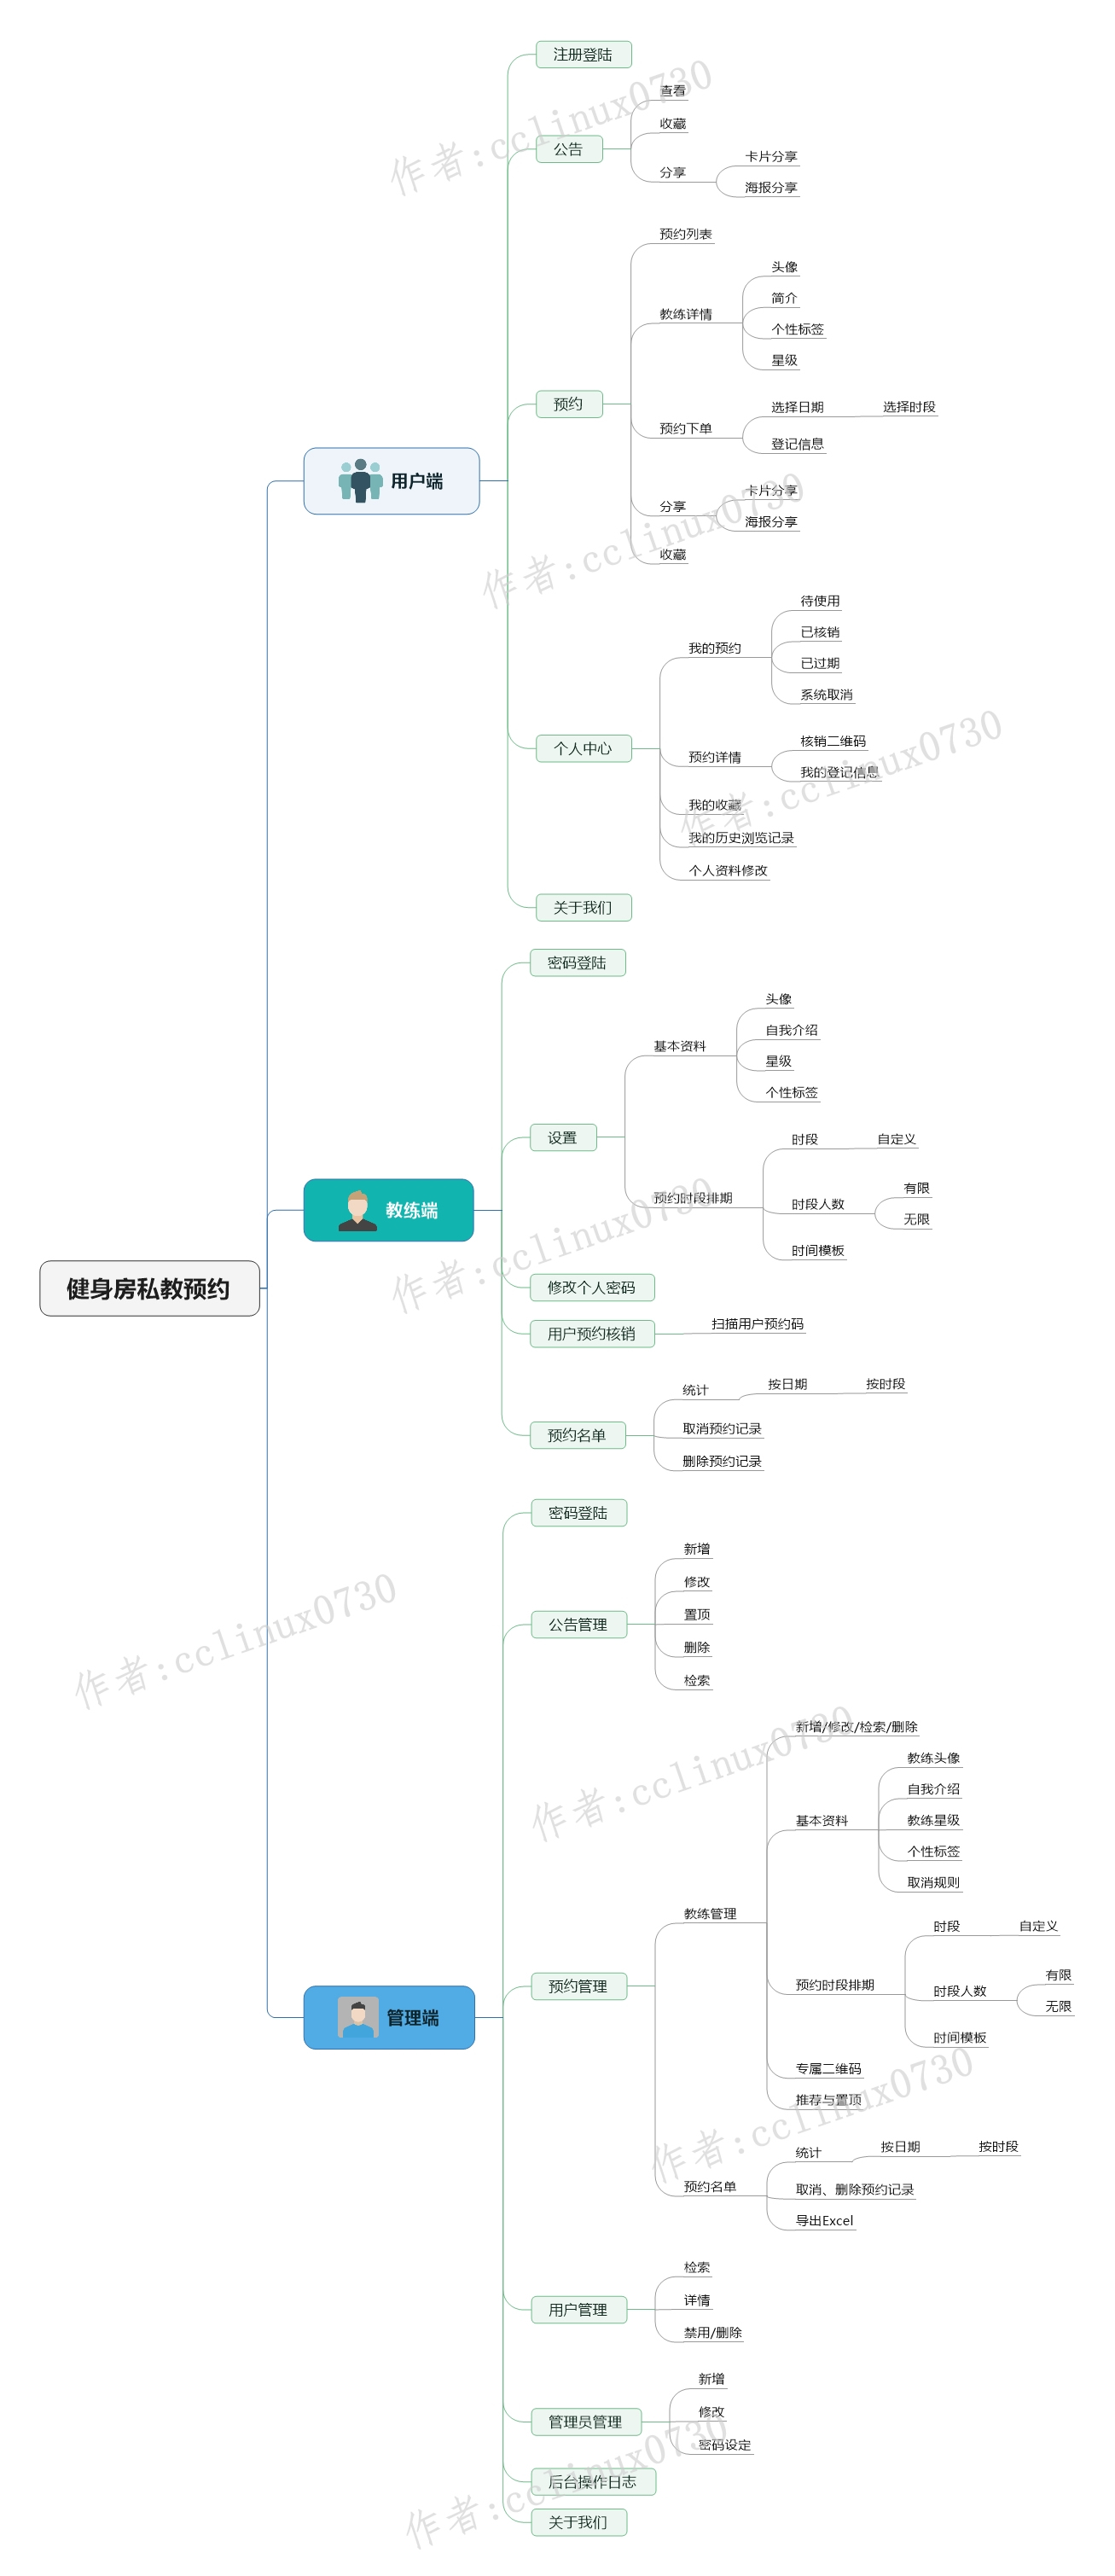 健身房私教预约
用户端
注册登陆
公告
查看
收藏
分享
卡片分享
海报分享
预约
预约列表
教练详情
头像
简介
个性标签
星级
预约下单
选择日期
选择时段
登记信息
分享
卡片分享
海报分享
收藏
个人中心
我的预约
待使用
已核销
已过期
系统取消
预约详情
核销二维码
我的登记信息
我的收藏
我的历史浏览记录
个人资料修改
关于我们
教练端
密码登陆
设置
基本资料
头像
自我介绍
星级
个性标签
预约时段排期
时段
自定义
时段人数
有限
无限
时间模板
修改个人密码
用户预约核销
扫描用户预约码
预约名单
统计
按日期
按时段
取消预约记录
删除预约记录
管理端
密码登陆
公告管理
新增
修改
置顶
删除
检索
预约管理
教练管理
新增/修改/检索/删除
基本资料
教练头像
自我介绍
教练星级
个性标签
取消规则
预约时段排期
时段
自定义
时段人数
有限
无限
时间模板
专属二维码
推荐与置顶
预约名单
统计
按日期
按时段
取消、删除预约记录
导出Excel
用户管理
检索
详情
禁用/删除
管理员管理
新增
修改
密码设定
后台操作日志
关于我们
作者:cclinux0730
作者:cclinux0730
作者:cclinux0730
作者:cclinux0730
作者:cclinux0730
作者:cclinux0730
作者:cclinux0730
作者:cclinux0730